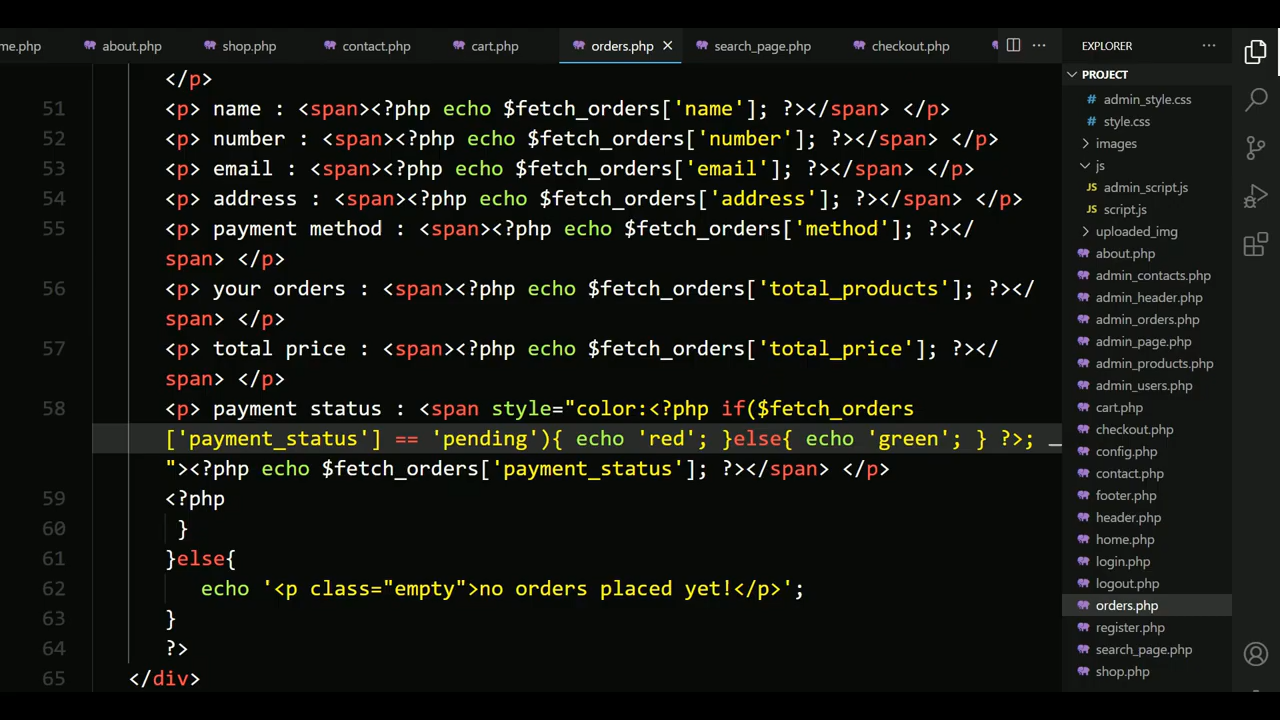 me.php about.php shop.php contact.php cart.php orders.php search_page.php checkout.php ··· EXPLORER ···
</p>
51 <p> name : <span><?php echo $fetch_orders['name']; ?></span> </p>
52 <p> number : <span><?php echo $fetch_orders['number']; ?></span> </p>
53 <p> email : <span><?php echo $fetch_orders['email']; ?></span> </p>
54 <p> address : <span><?php echo $fetch_orders['address']; ?></span> </p>
55 <p> payment method : <span><?php echo $fetch_orders['method']; ?></
span> </p>
56 <p> your orders : <span><?php echo $fetch_orders['total_products']; ?></
span> </p>
57 <p> total price : <span><?php echo $fetch_orders['total_price']; ?></
span> </p>
58 <p> payment status : <span style="color:<?php if($fetch_orders
['payment_status'] == 'pending'){ echo 'red'; }else{ echo 'green'; } ?>;
"><?php echo $fetch_orders['payment_status']; ?></span> </p>
59 <?php
60 }
61 }else{
62 echo '<p class="empty">no orders placed yet!</p>';
63 }
64 ?>
65 </div>
PROJECT
# admin_style.css
# style.css
images
js
JS admin_script.js
JS script.js
uploaded_img
about.php
admin_contacts.php
admin_header.php
admin_orders.php
admin_page.php
admin_products.php
admin_users.php
cart.php
checkout.php
config.php
contact.php
footer.php
header.php
home.php
login.php
logout.php
orders.php
register.php
search_page.php
shop.php